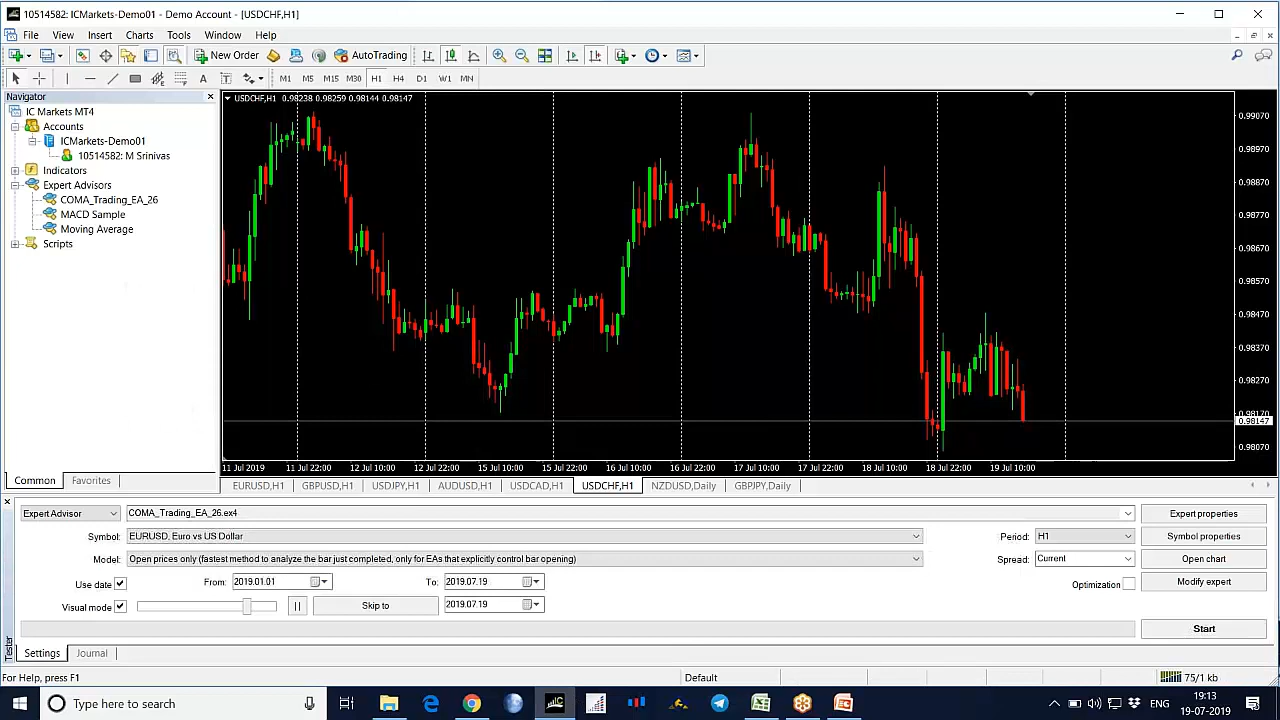 10514582: ICMarkets-Demo01 - Demo Account - [USDCHF,H1]
File View Insert Charts Tools Window Help
New Order AutoTrading
A T M1 M5 M15 M30 H1 H4 D1 W1 MN
Navigator
IC Markets MT4
Accounts
ICMarkets-Demo01
10514582: M Srinivas
Indicators
Expert Advisors
COMA_Trading_EA_26
MACD Sample
Moving Average
Scripts
Common Favorites
USDCHF,H1 0.98238 0.98259 0.98144 0.98147
0.99070
0.98970
0.98870
0.98770
0.98670
0.98570
0.98470
0.98370
0.98270
0.98170
0.98147
0.98070
11 Jul 2019 11 Jul 22:00 12 Jul 10:00 12 Jul 22:00 15 Jul 10:00 15 Jul 22:00 16 Jul 10:00 16 Jul 22:00 17 Jul 10:00 17 Jul 22:00 18 Jul 10:00 18 Jul 22:00 19 Jul 10:00
EURUSD,H1 GBPUSD,H1 USDJPY,H1 AUDUSD,H1 USDCAD,H1 USDCHF,H1 NZDUSD,Daily GBPJPY,Daily
Expert Advisor COMA_Trading_EA_26.ex4 Expert properties
Symbol: EURUSD, Euro vs US Dollar Period: H1 Symbol properties
Model: Open prices only (fastest method to analyze the bar just completed, only for EAs that explicitly control bar opening) Spread: Current Open chart
Use date From: 2019.01.01 To: 2019.07.19 Optimization Modify expert
Visual mode Skip to 2019.07.19
Start
Tester
Settings Journal
For Help, press F1 Default 75/1 kb
Type here to search ENG 19:13
19-07-2019